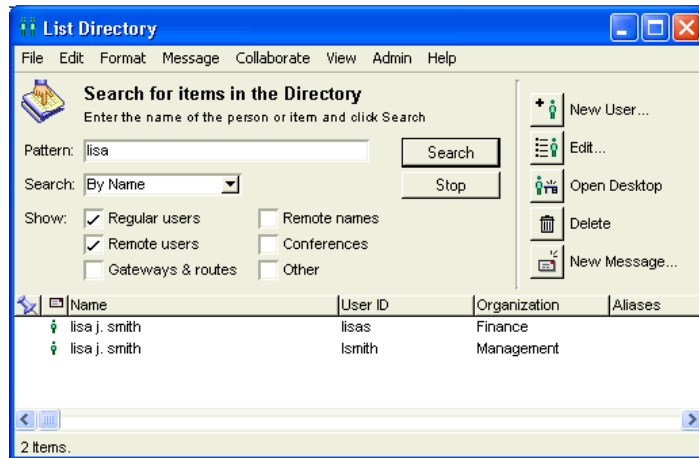 List Directory
File Edit Format Message Collaborate View Admin Help
Search for items in the Directory
Enter the name of the person or item and click Search
Pattern: lisa
Search
Search: By Name
Stop
Show: Regular users Remote names
Remote users Conferences
Gateways & routes Other
New User...
Edit...
Open Desktop
Delete
New Message...
Name User ID Organization Aliases
lisa j. smith lisas Finance
lisa j. smith lsmith Management
2 Items.